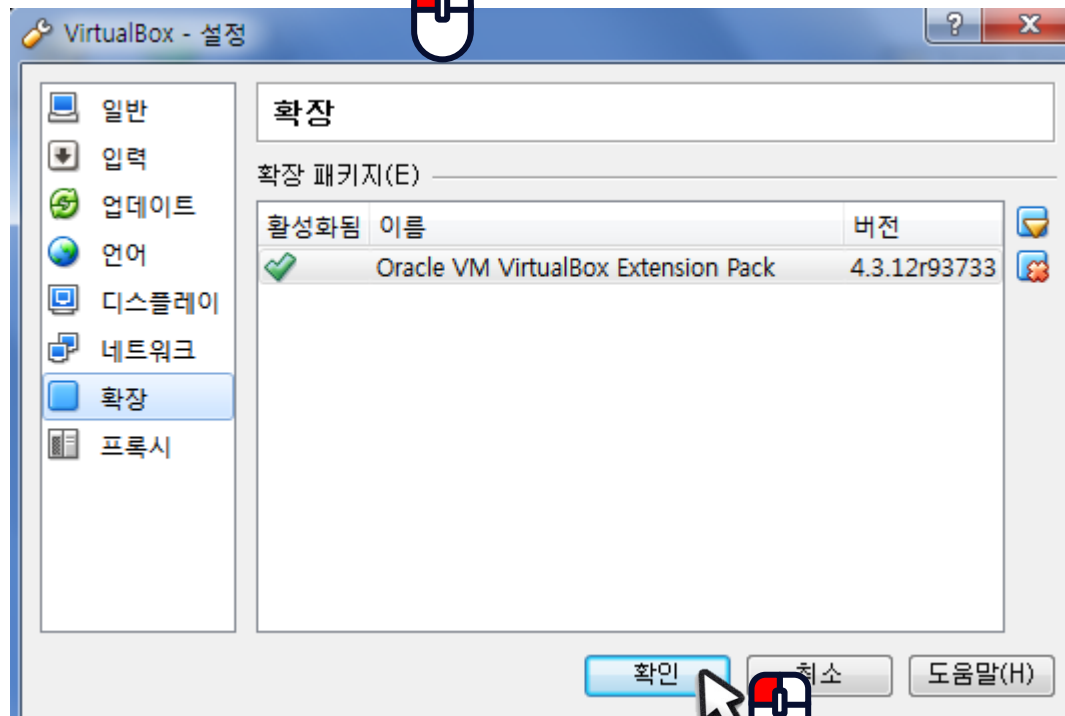 VirtualBox - 설정
일반
입력
업데이트
언어
디스플레이
네트워크
확장
프록시
확장
확장 패키지(E)
활성화됨 이름 버전
Oracle VM VirtualBox Extension Pack 4.3.12r93733
확인 취소 도움말(H)